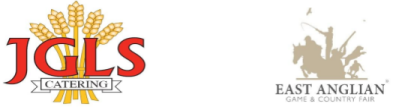 JGLS
CATERING
EAST ANGLIAN
GAME & COUNTRY FAIR